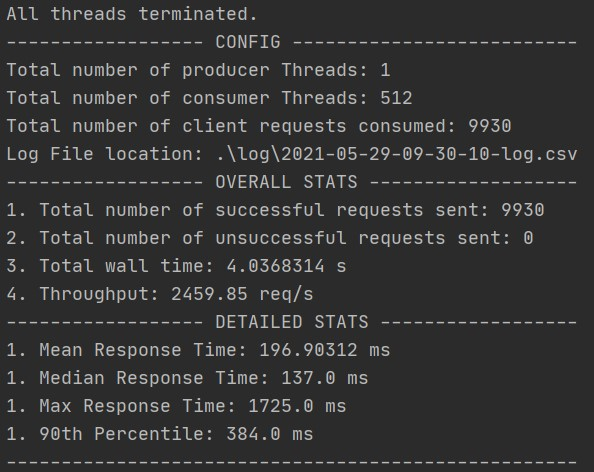 All threads terminated.
------------------ CONFIG --------------------------
Total number of producer Threads: 1
Total number of consumer Threads: 512
Total number of client requests consumed: 9930
Log File location: .\log\2021-05-29-09-30-10-log.csv
------------------ OVERALL STATS -------------------
1. Total number of successful requests sent: 9930
2. Total number of unsuccessful requests sent: 0
3. Total wall time: 4.0368314 s
4. Throughput: 2459.85 req/s
------------------ DETAILED STATS ------------------
1. Mean Response Time: 196.90312 ms
1. Median Response Time: 137.0 ms
1. Max Response Time: 1725.0 ms
1. 90th Percentile: 384.0 ms
----------------------------------------------------